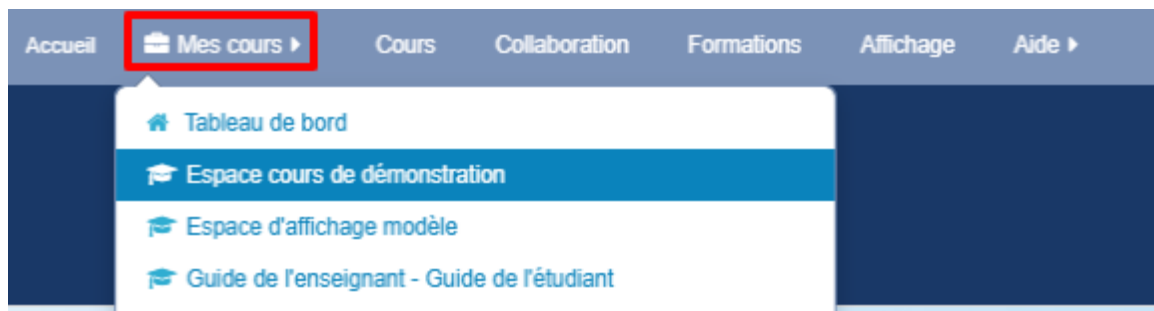 Accueil Mes cours Cours Collaboration Formations Affichage Aide
Tableau de bord
Espace cours de démonstration
Espace d'affichage modèle
Guide de l'enseignant - Guide de l'étudiant